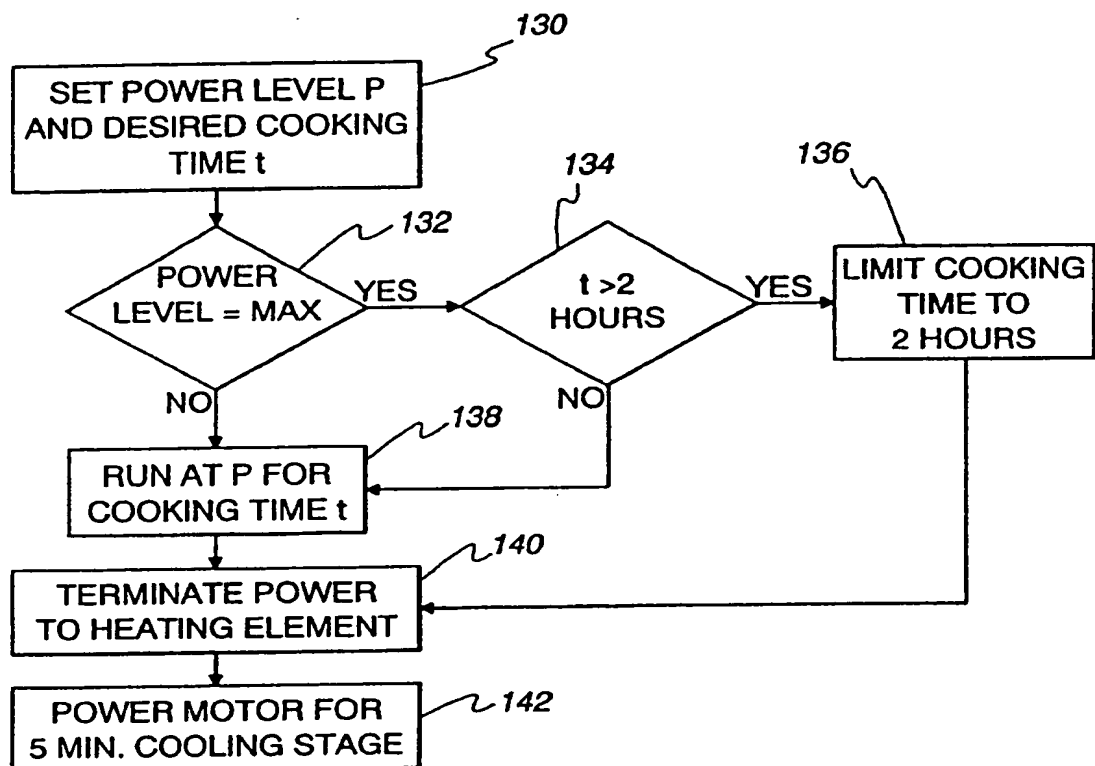 130
SET POWER LEVEL P
AND DESIRED COOKING
TIME t
132
POWER
LEVEL = MAX
YES
NO
134
t >2
HOURS
YES
NO
136
LIMIT COOKING
TIME TO
2 HOURS
138
RUN AT P FOR
COOKING TIME t
140
TERMINATE POWER
TO HEATING ELEMENT
142
POWER MOTOR FOR
5 MIN. COOLING STAGE